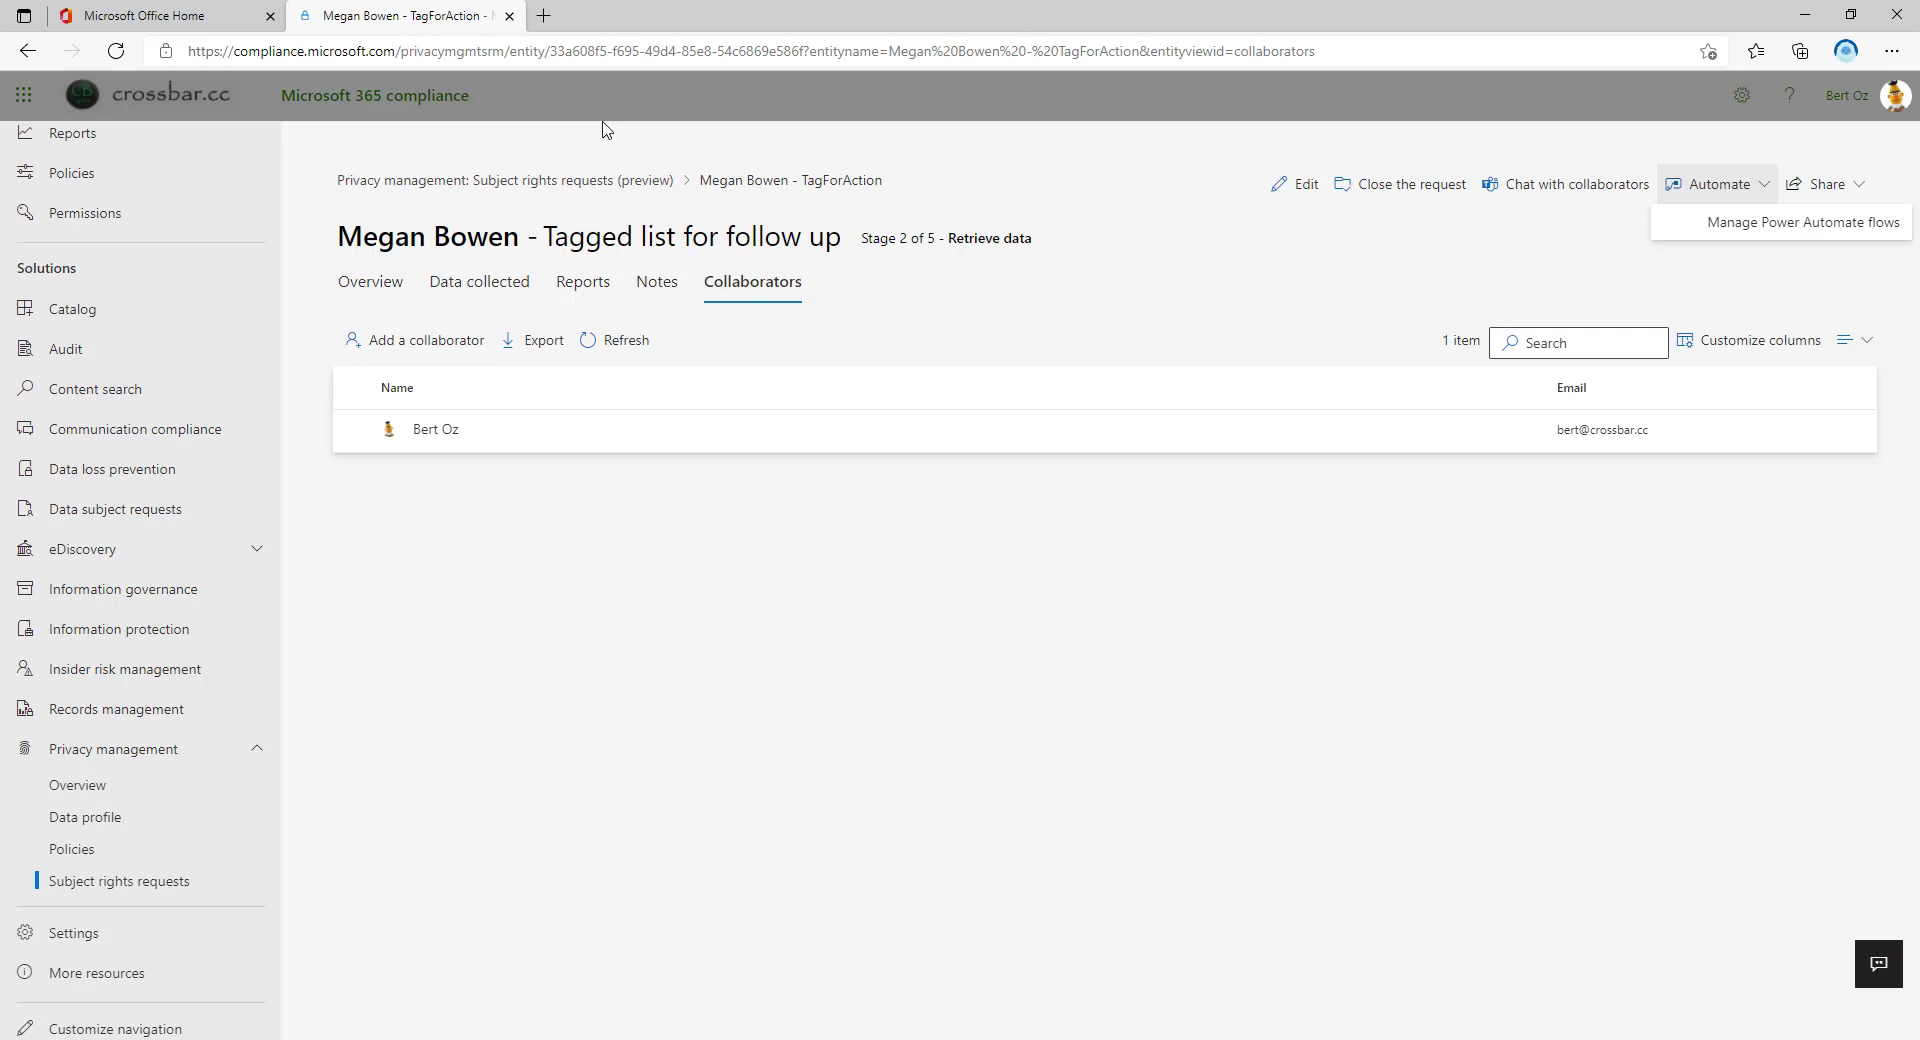 Microsoft Office Home
Megan Bowen - TagForAction -
https://compliance.microsoft.com/privacymgmtsrm/entity/33a608f5-f695-49d4-85e8-54c6869e586f?entityname=Megan%20Bowen%20-%20TagForAction&entityviewid=collaborators
CB crossbar.cc
Microsoft 365 compliance
Bert Oz
Reports
Policies
Permissions
Solutions
Catalog
Audit
Content search
Communication compliance
Data loss prevention
Data subject requests
eDiscovery
Information governance
Information protection
Insider risk management
Records management
Privacy management
Overview
Data profile
Policies
Subject rights requests
Settings
More resources
Customize navigation
Privacy management: Subject rights requests (preview) > Megan Bowen - TagForAction
Edit Close the request Chat with collaborators Automate Share
Manage Power Automate flows
Megan Bowen - Tagged list for follow up Stage 2 of 5 - Retrieve data
Overview Data collected Reports Notes Collaborators
Add a collaborator Export Refresh
1 item Search Customize columns
Name Email
Bert Oz bert@crossbar.cc